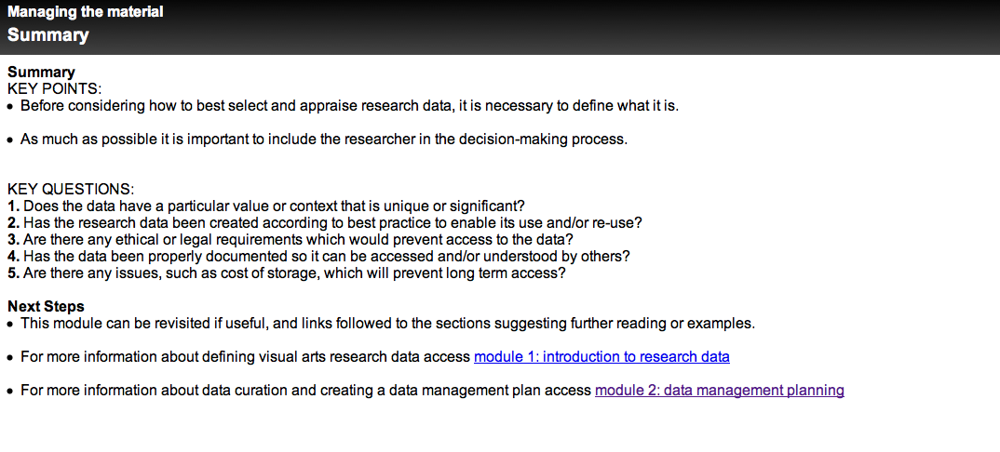 Managing the material
Summary
Summary
KEY POINTS:
• Before considering how to best select and appraise research data, it is necessary to define what it is.
• As much as possible it is important to include the researcher in the decision-making process.
KEY QUESTIONS:
1. Does the data have a particular value or context that is unique or significant?
2. Has the research data been created according to best practice to enable its use and/or re-use?
3. Are there any ethical or legal requirements which would prevent access to the data?
4. Has the data been properly documented so it can be accessed and/or understood by others?
5. Are there any issues, such as cost of storage, which will prevent long term access?
Next Steps
• This module can be revisited if useful, and links followed to the sections suggesting further reading or examples.
• For more information about defining visual arts research data access module 1: introduction to research data
• For more information about data curation and creating a data management plan access module 2: data management planning